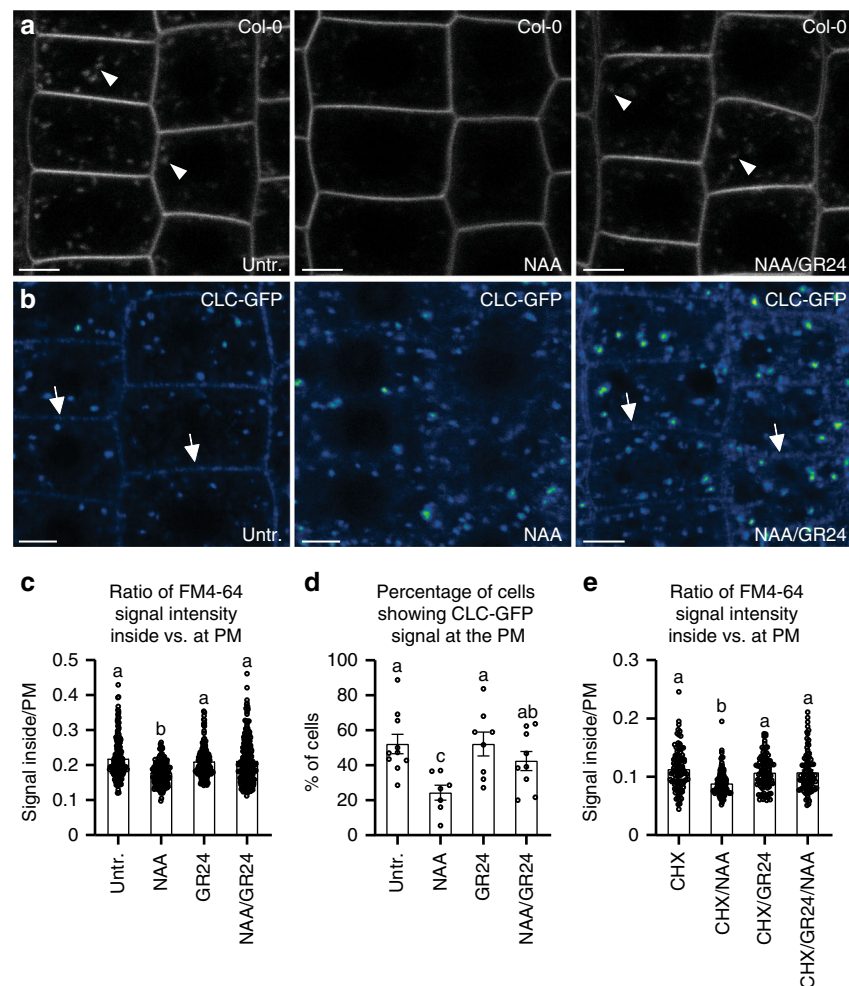 a
Col-0
Col-0
Col-0
Untr.
NAA
NAA/GR24
b
CLC-GFP
CLC-GFP
CLC-GFP
Untr.
NAA
NAA/GR24
c
Ratio of FM4-64
signal intensity
inside vs. at PM
Signal inside/PM
0.5
0.4
0.3
0.2
0.1
0
a
b
a
a
Untr.
NAA
GR24
NAA/GR24
d
Percentage of cells
showing CLC-GFP
signal at the PM
% of cells
100
80
60
40
20
0
a
c
a
ab
Untr.
NAA
GR24
NAA/GR24
e
Ratio of FM4-64
signal intensity
inside vs. at PM
Signal inside/PM
0.3
0.2
0.1
0
a
b
a
a
CHX
CHX/NAA
CHX/GR24
CHX/GR24/NAA